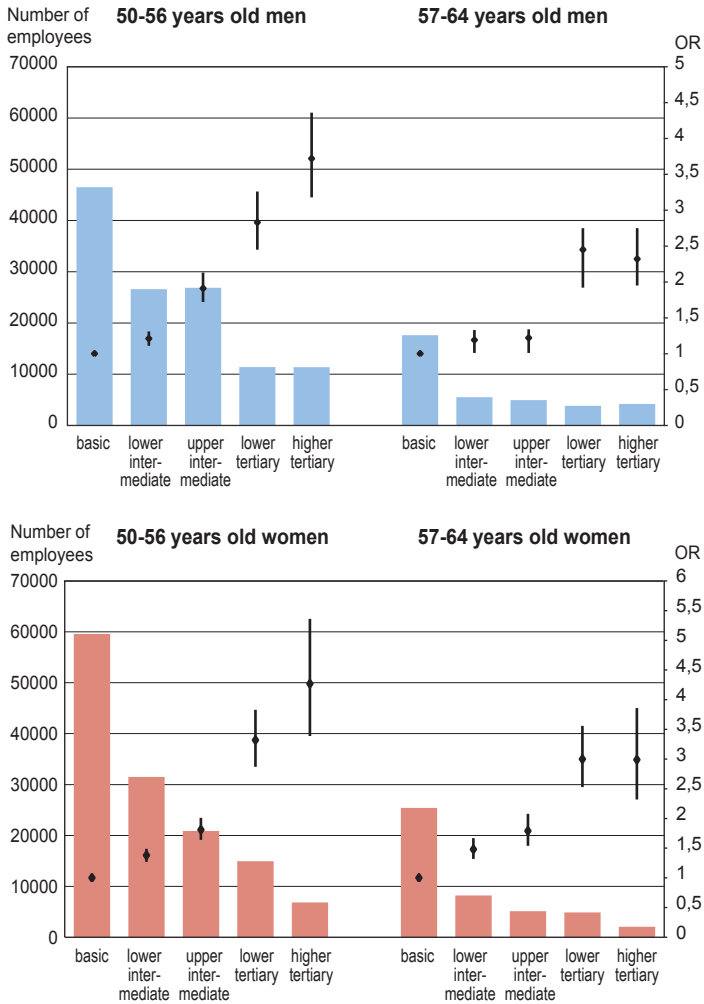 Number of
employees
50-56 years old men
57-64 years old men
OR
70000
60000
50000
40000
30000
20000
10000
0
5
4,5
4
3,5
3
2,5
2
1,5
1
0,5
0
basic
lower
inter-
mediate
upper
inter-
mediate
lower
tertiary
higher
tertiary
basic
lower
inter-
mediate
upper
inter-
mediate
lower
tertiary
higher
tertiary
Number of
employees
50-56 years old women
57-64 years old women
OR
70000
60000
50000
40000
30000
20000
10000
0
6
5,5
5
4,5
4
3,5
3
2,5
2
1,5
1
0,5
0
basic
lower
inter-
mediate
upper
inter-
mediate
lower
tertiary
higher
tertiary
basic
lower
inter-
mediate
upper
inter-
mediate
lower
tertiary
higher
tertiary